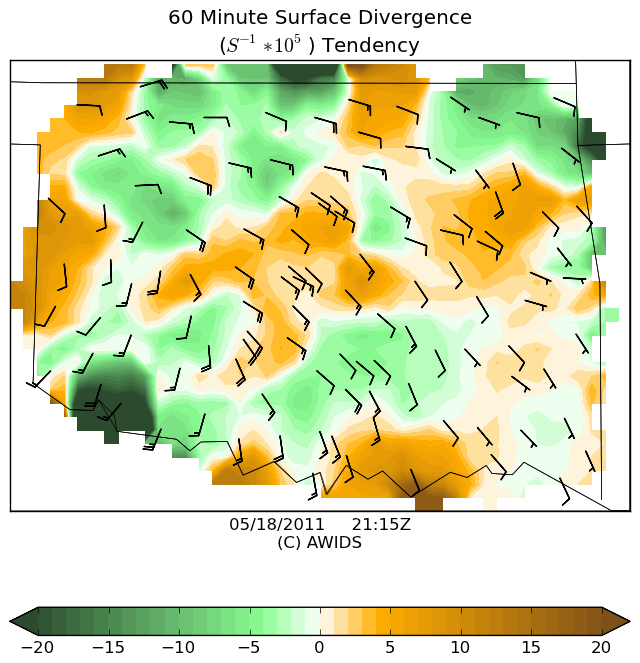 60 Minute Surface Divergence
(S⁻¹ * 10⁵ ) Tendency
05/18/2011 21:15Z
(C) AWIDS
−20 −15 −10 −5 0 5 10 15 20